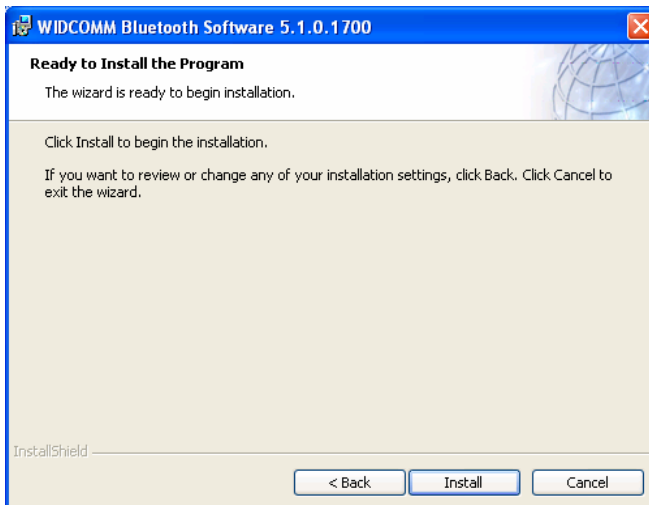 WIDCOMM Bluetooth Software 5.1.0.1700
Ready to Install the Program
The wizard is ready to begin installation.
Click Install to begin the installation.
If you want to review or change any of your installation settings, click Back. Click Cancel to
exit the wizard.
InstallShield
< Back Install Cancel